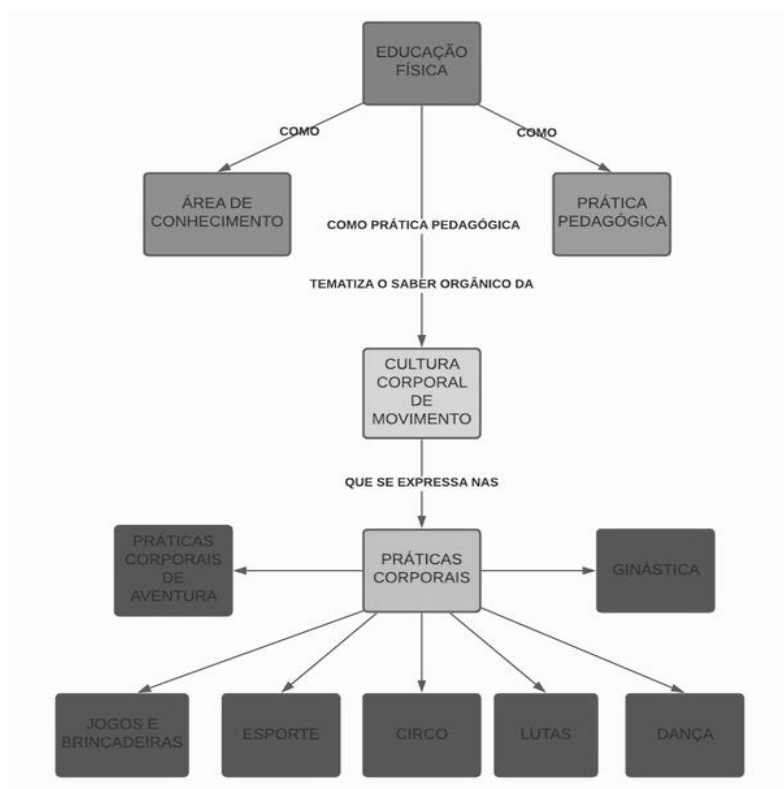 EDUCAÇÃO
FÍSICA
COMO
COMO
ÁREA DE
CONHECIMENTO
PRÁTICA
PEDAGÓGICA
COMO PRÁTICA PEDAGÓGICA
TEMATIZA O SABER ORGÂNICO DA
CULTURA
CORPORAL
DE
MOVIMENTO
QUE SE EXPRESSA NAS
PRÁTICAS
CORPORAIS
DE
AVENTURA
PRÁTICAS
CORPORAIS
GINÁSTICA
JOGOS E
BRINCADEIRAS
ESPORTE
CIRCO
LUTAS
DANÇA